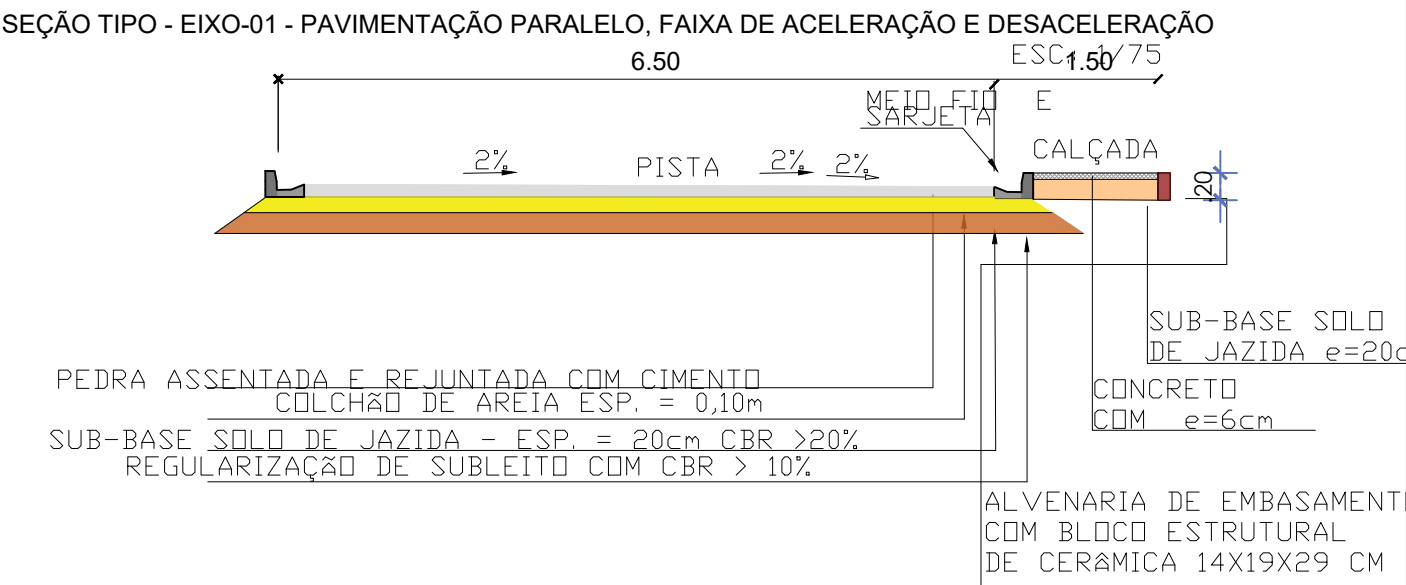 SEÇÃO TIPO - EIXO-01 - PAVIMENTAÇÃO PARALELO, FAIXA DE ACELERAÇÃO E DESACELERAÇÃO
ESC. 1/75
6.50
1.50
MEIO FIO E
SARJETA
CALÇADA
2%
PISTA
2%
2%
.20
SUB-BASE SOLO
DE JAZIDA e=20c
PEDRA ASSENTADA E REJUNTADA COM CIMENTO
COLCHÃO DE AREIA ESP. = 0,10m
CONCRETO
COM e=6cm
SUB-BASE SOLO DE JAZIDA - ESP. = 20cm CBR >20%
REGULARIZAÇÃO DE SUBLEITO COM CBR > 10%
ALVENARIA DE EMBASAMENT
COM BLOCO ESTRUTURAL
DE CERÂMICA 14X19X29 CM